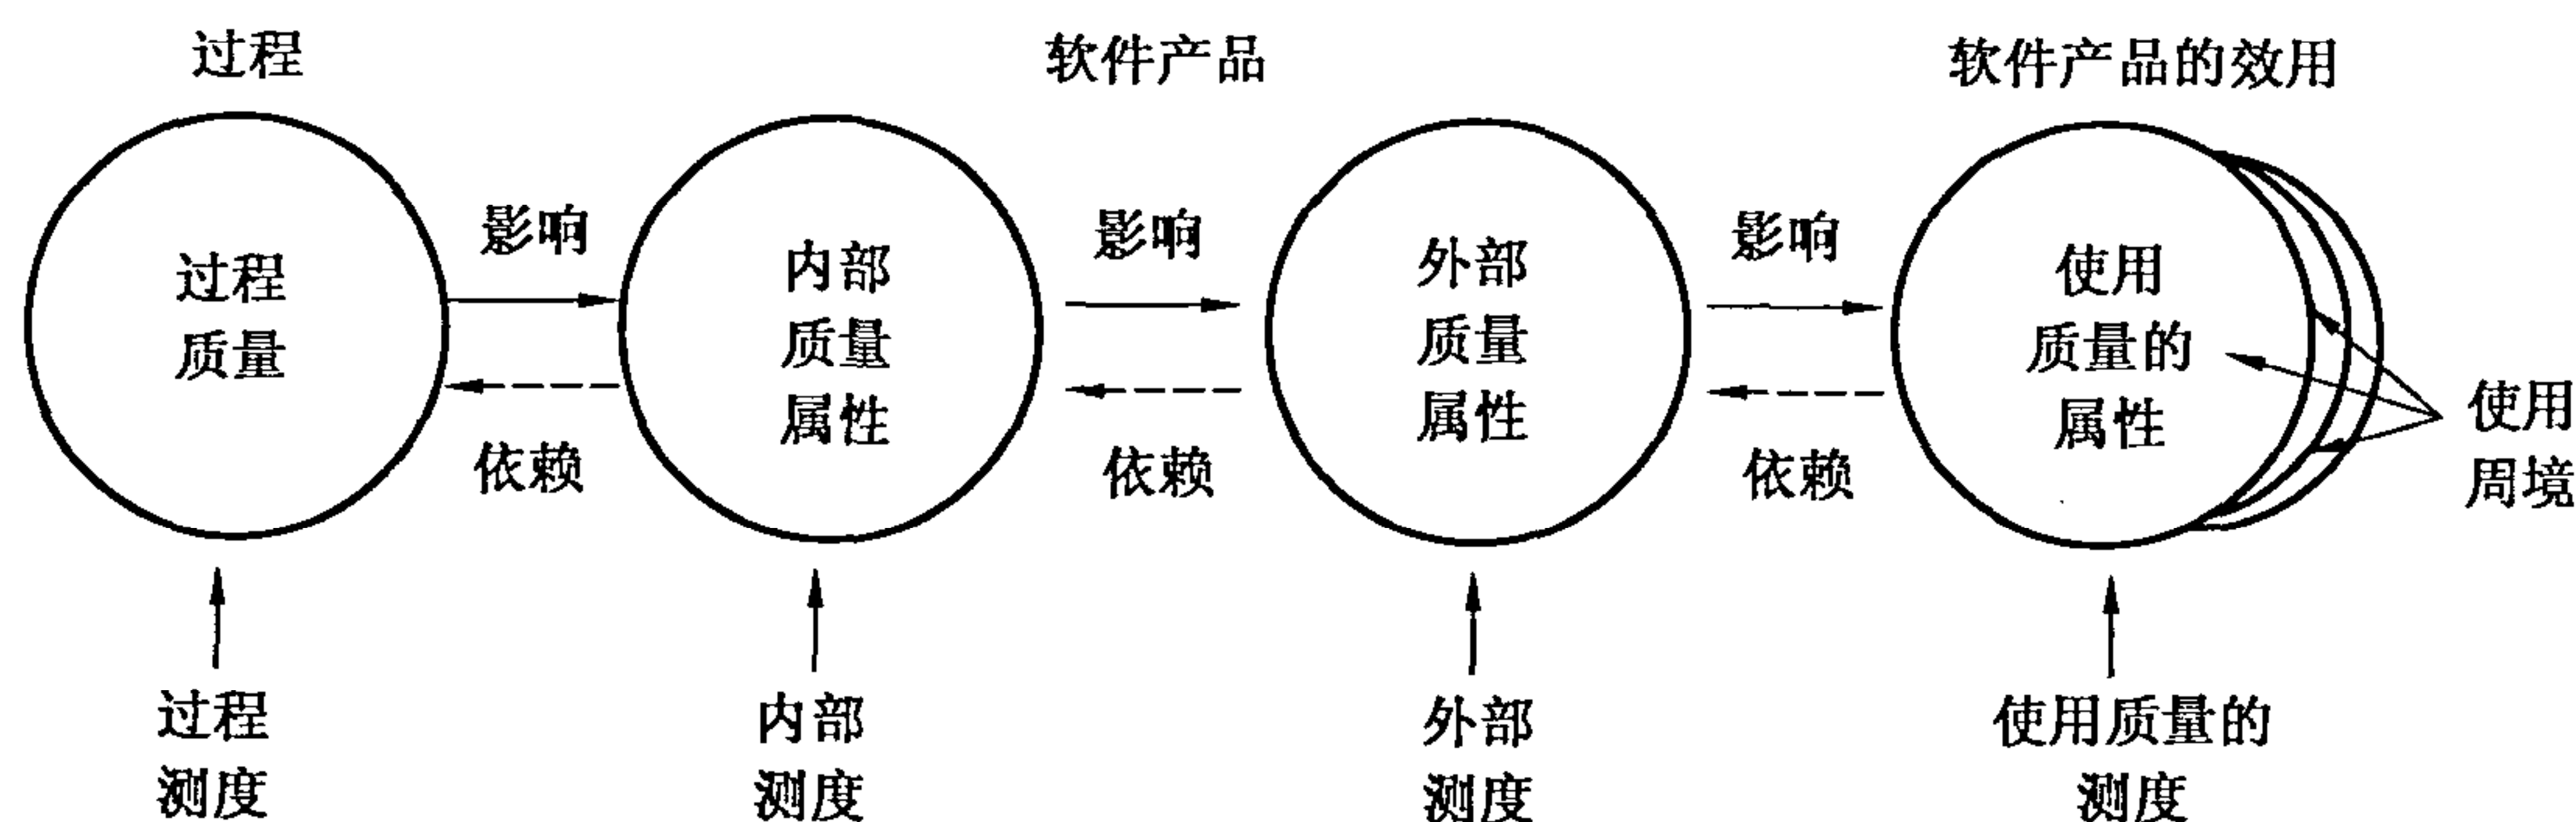 过程
软件产品
软件产品的效用
过程
质量
影响
依赖
内部
质量
属性
影响
依赖
外部
质量
属性
影响
依赖
使用
质量的
属性
使用
周境
过程
测度
内部
测度
外部
测度
使用质量的
测度